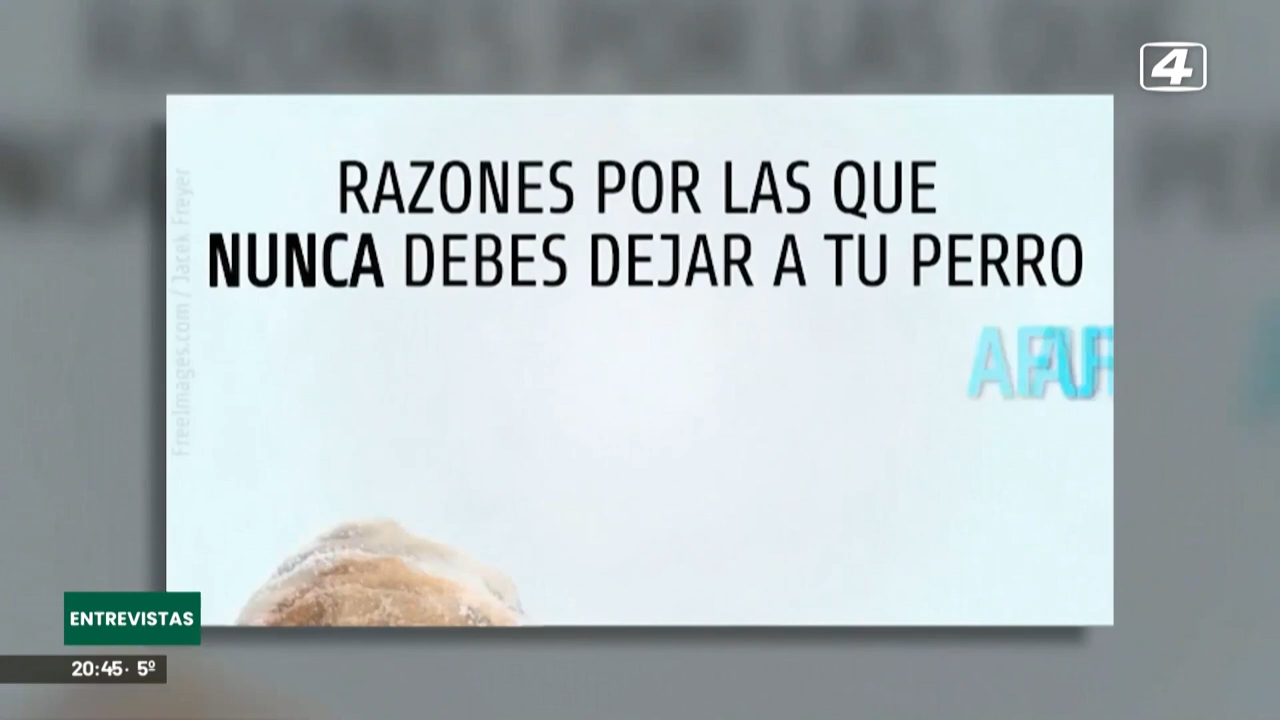 4
RAZONES POR LAS QUE
NUNCA DEBES DEJAR A TU PERRO
FreeImages.com / Jacek Freyer
ENTREVISTAS
20:45· 5º